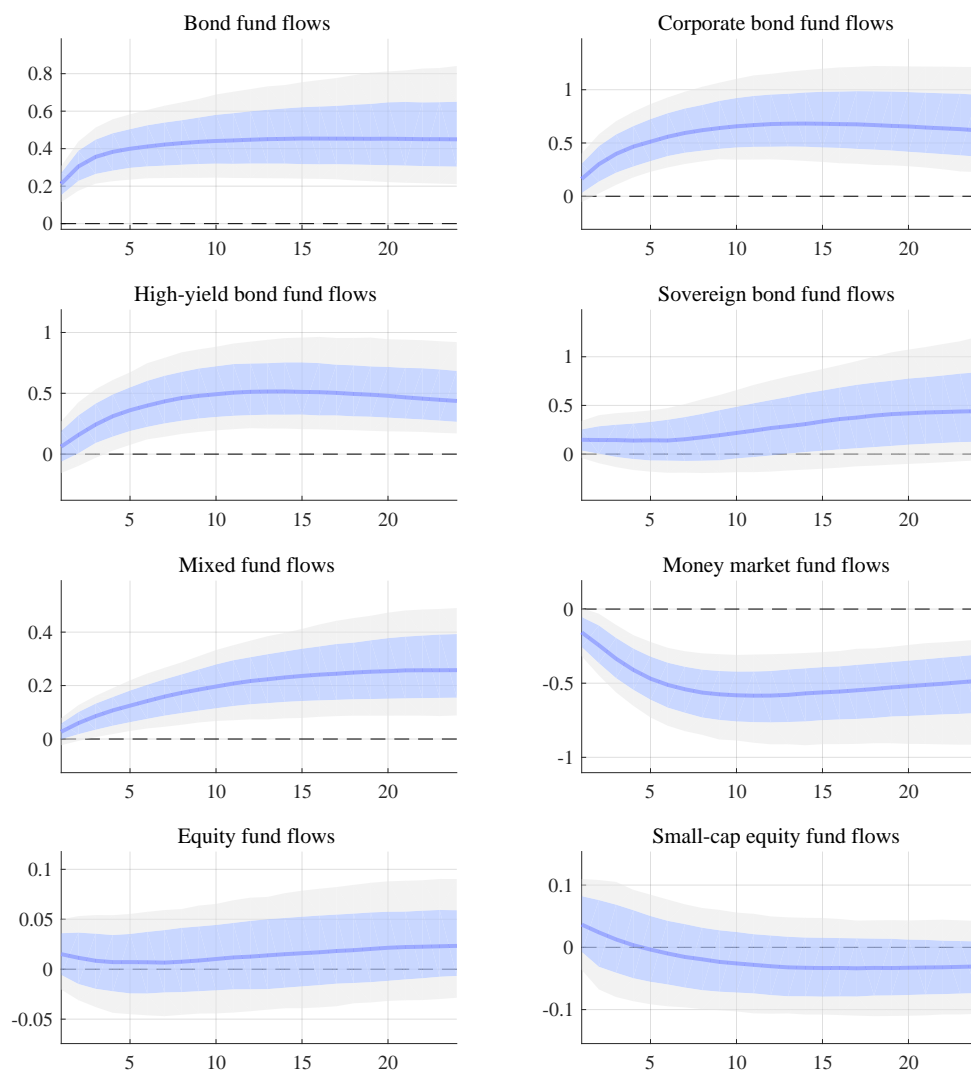 Bond fund flows
0.8
0.6
0.4
0.2
0
5 10 15 20
Corporate bond fund flows
1
0.5
0
5 10 15 20
High-yield bond fund flows
1
0.5
0
5 10 15 20
Sovereign bond fund flows
1
0.5
0
5 10 15 20
Mixed fund flows
0.4
0.2
0
5 10 15 20
Money market fund flows
0
-0.5
-1
5 10 15 20
Equity fund flows
0.1
0.05
0
-0.05
5 10 15 20
Small-cap equity fund flows
0.1
0
-0.1
5 10 15 20